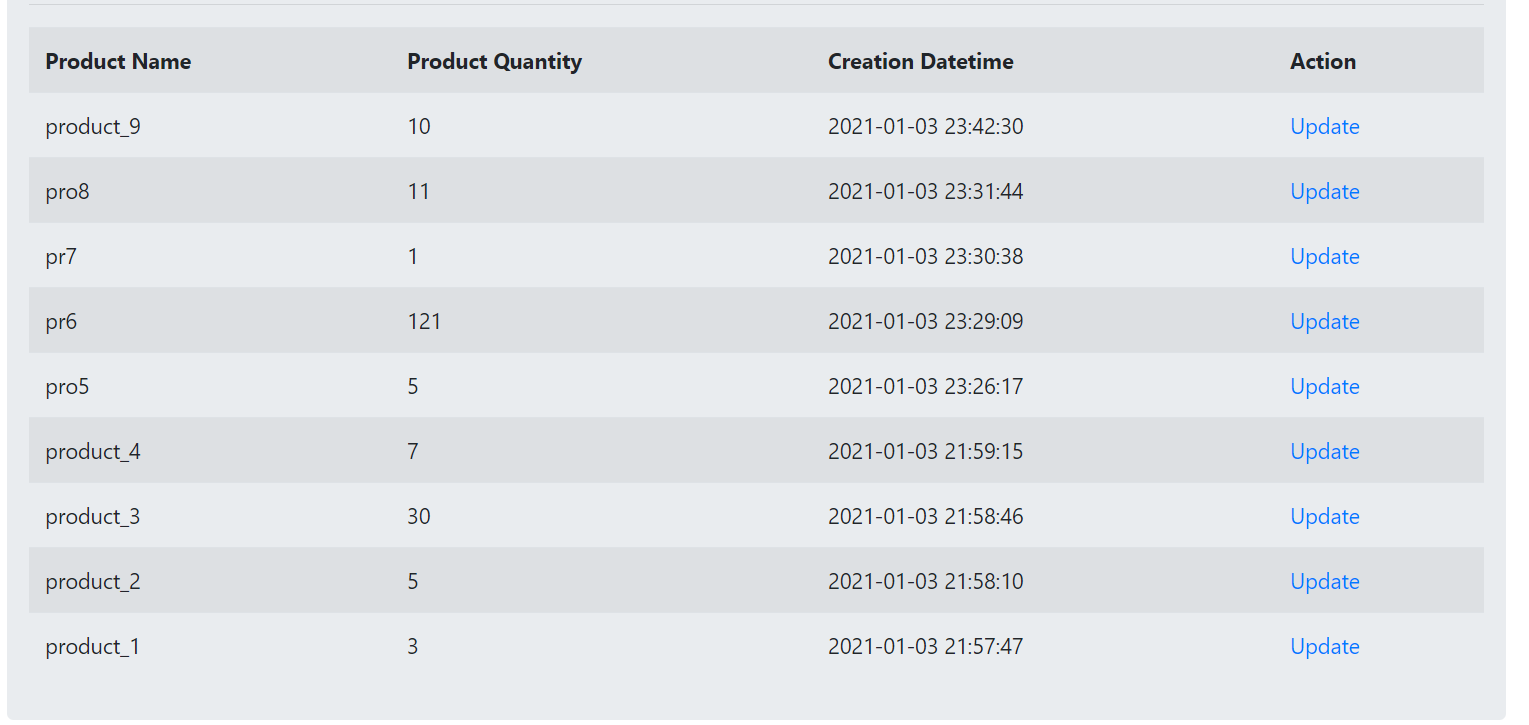 Product Name Product Quantity Creation Datetime Action
product_9 10 2021-01-03 23:42:30 Update
pro8 11 2021-01-03 23:31:44 Update
pr7 1 2021-01-03 23:30:38 Update
pr6 121 2021-01-03 23:29:09 Update
pro5 5 2021-01-03 23:26:17 Update
product_4 7 2021-01-03 21:59:15 Update
product_3 30 2021-01-03 21:58:46 Update
product_2 5 2021-01-03 21:58:10 Update
product_1 3 2021-01-03 21:57:47 Update